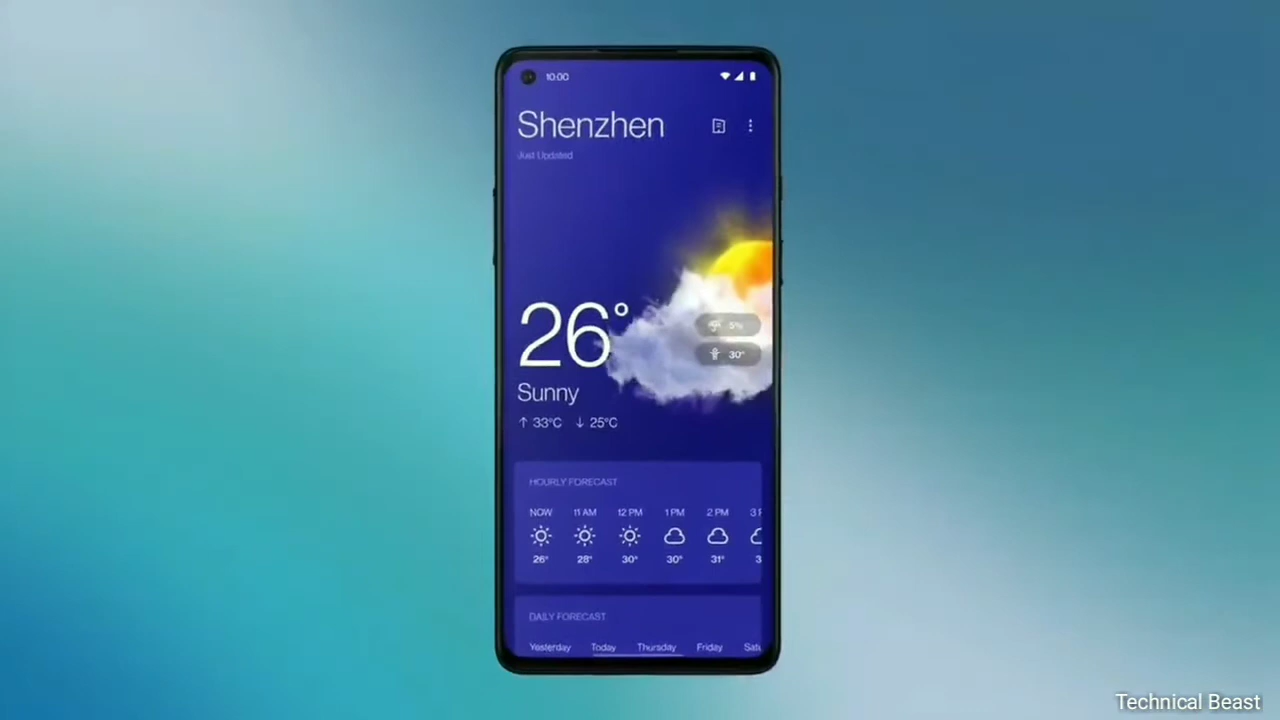 10:00
Shenzhen
Just Updated
26°
5%
30°
Sunny
↑ 33°C ↓ 25°C
HOURLY FORECAST
NOW 11 AM 12 PM 1 PM 2 PM
26° 28° 30° 30° 31°
DAILY FORECAST
Yesterday Today Thursday Friday
Technical Beast